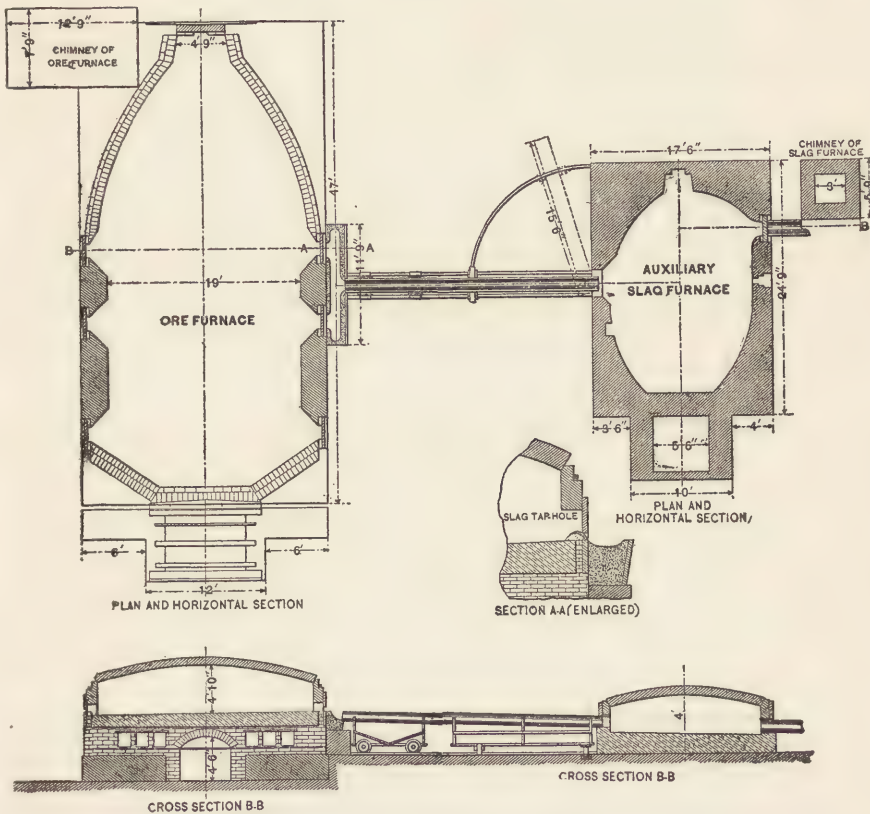 12' 9"
7' 9"
CHIMNEY OF
ORE FURNACE
4' 9"
47'
B
A
A
11' 9"
19'
ORE FURNACE
6'
6'
12'
PLAN AND HORIZONTAL SECTION
15' 6"
17' 6"
CHIMNEY OF
SLAG FURNACE
3'
B
AUXILIARY
SLAG FURNACE
24' 9"
3' 6"
4'
5' 6"
10'
PLAN AND
HORIZONTAL SECTION
SLAG TAP-HOLE
SECTION A-A (ENLARGED)
4' 10"
4' 6"
CROSS SECTION B-B
4'
CROSS SECTION B-B